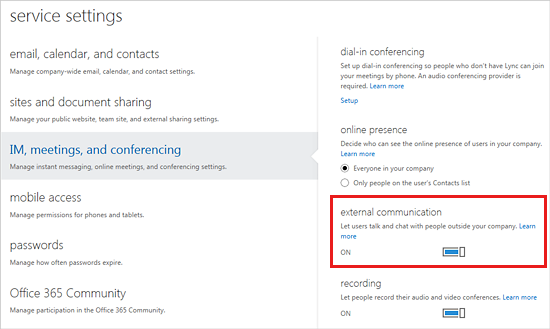 service settings
email, calendar, and contacts
Manage company-wide email, calendar, and contact settings.
sites and document sharing
Manage your public website, team site, and external sharing settings.
IM, meetings, and conferencing
Manage instant messaging, online meetings, and conferencing settings.
mobile access
Manage permissions for phones and tablets.
passwords
Manage how often passwords expire.
Office 365 Community
Manage participation in the Office 365 Community.
dial-in conferencing
Set up dial-in conferencing so people who don't have Lync can join
your meetings by phone. An audio conferencing provider is
required. Learn more
Setup
online presence
Decide who can see the online presence of users in your company.
Learn more
Everyone in your company
Only people on the user's Contacts list
external communication
Let users talk and chat with people outside your company. Learn
more
ON
recording
Let people record their audio and video conferences. Learn more
ON